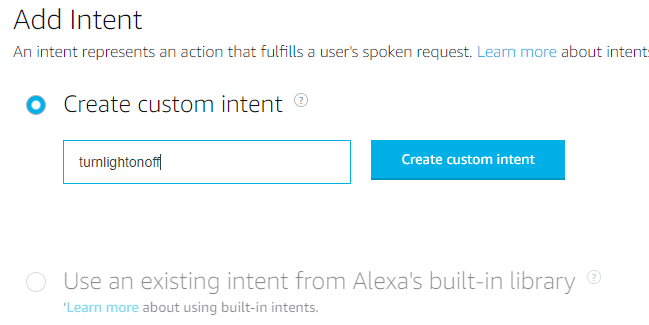 Add Intent
An intent represents an action that fulfills a user's spoken request. Learn more about intents
Create custom intent ?
turnlightonoff
Create custom intent
Use an existing intent from Alexa's built-in library ?
'Learn more about using built-in intents.